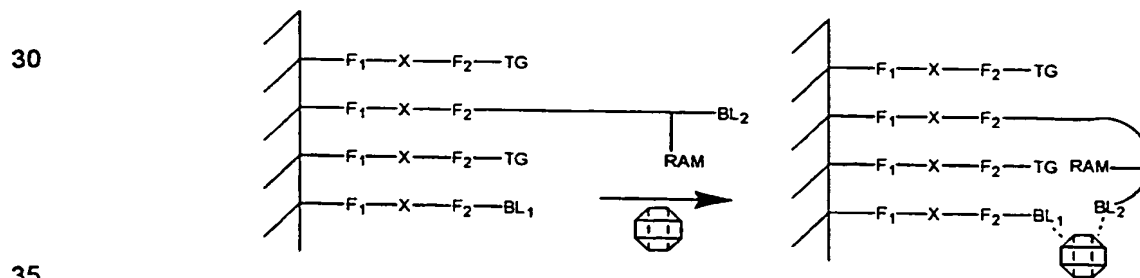 30
F₁—X—F₂—TG
F₁—X—F₂ BL₂
RAM
F₁—X—F₂—TG
F₁—X—F₂—BL₁
F₁—X—F₂—TG
F₁—X—F₂
F₁—X—F₂—TG RAM
F₁—X—F₂—BL₁ BL₂
35